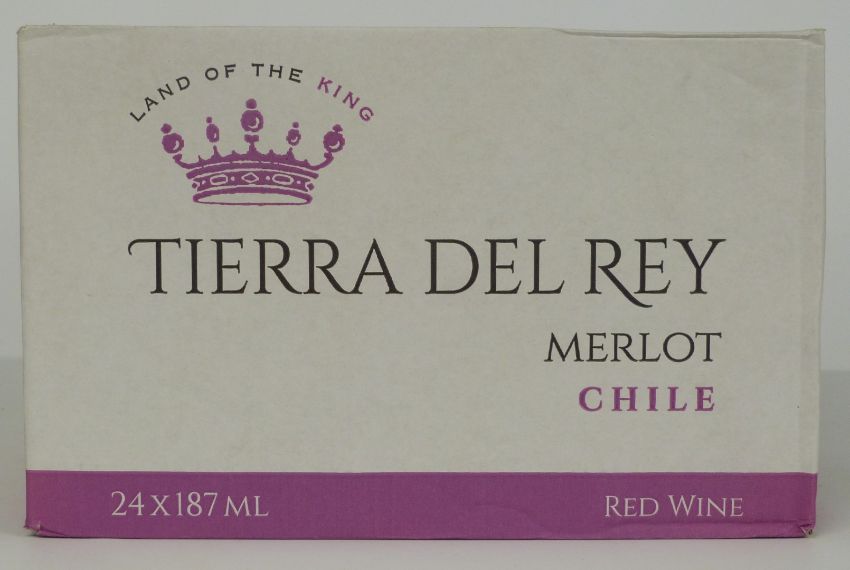 LAND OF THE KING
TIERRA DEL REY
MERLOT
CHILE
24 X 187 ML
RED WINE